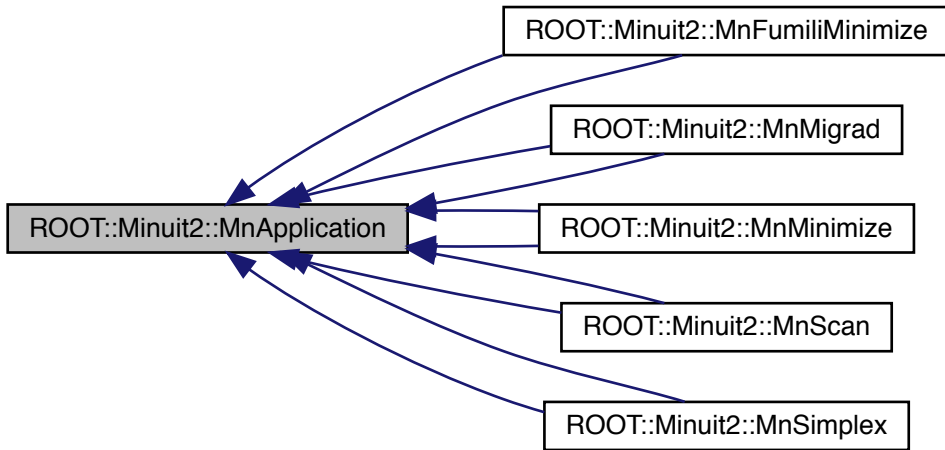 ROOT::Minuit2::MnFumiliMinimize
ROOT::Minuit2::MnMigrad
ROOT::Minuit2::MnApplication
ROOT::Minuit2::MnMinimize
ROOT::Minuit2::MnScan
ROOT::Minuit2::MnSimplex